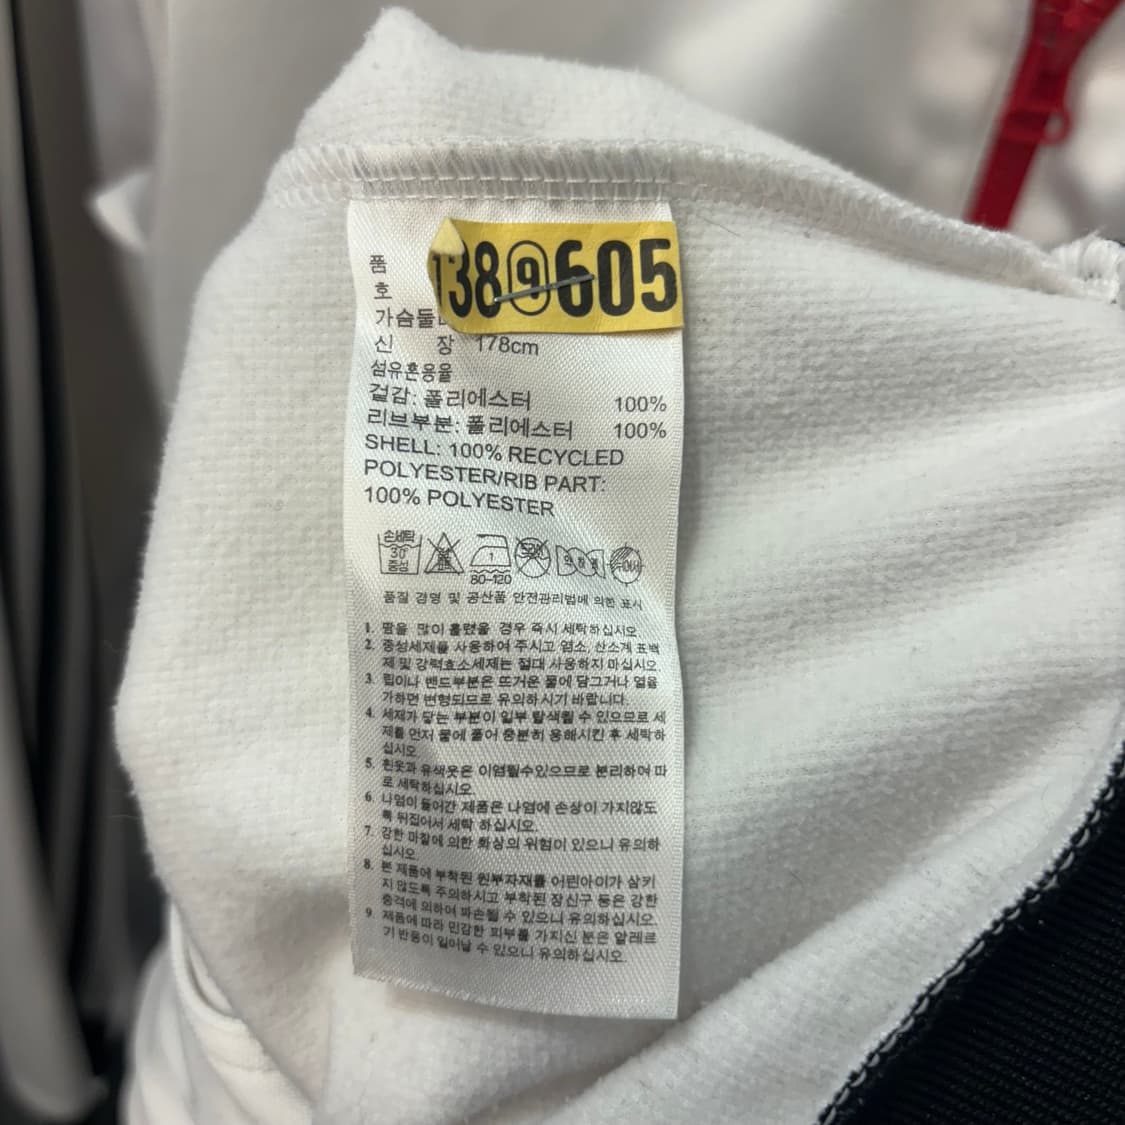 품
138⑨605
호
가슴둘
신 장 178cm
섬유혼용율
겉감: 폴리에스터 100%
리브부분: 폴리에스터 100%
SHELL: 100% RECYCLED
POLYESTER/RIB PART:
100% POLYESTER
손세탁
30
중성
1
80~120
품질 경영 및 공산품 안전관리법에 의한 표시
1. 땀을 많이 흘렸을 경우 즉시 세탁하십시오
2. 중성세제를 사용하여 주시고 염소, 산소계 표백
제 및 강력효소세제는 절대 사용하지 마십시오
3. 립이나 밴드부분은 뜨거운 물에 담그거나 열을
가하면 변형되므로 유의하시기 바랍니다.
4. 세제가 닿는 부분이 일부 탈색될 수 있으므로 세
제를 먼저 물에 풀어 충분히 용해시킨 후 세탁하
십시오
5. 흰옷과 유색옷은 이염될수있으므로 분리하여 따
로 세탁하십시오.
6. 나염이 들어간 제품은 나염에 손상이 가지않도
록 뒤집어서 세탁 하십시오.
7. 강한 마찰에 의한 화상의 위험이 있으니 유의하
십시오.
8. 본 제품에 부착된 원부자재를 어린아이가 삼키
지 않도록 주의하시고 부착된 장신구 등은 강한
충격에 의하여 파손될 수 있으니 유의하십시오.
9. 제품에 따라 민감한 피부를 가지신 분은 알레르
기 반응이 일어날 수 있으니 유의하십시오.